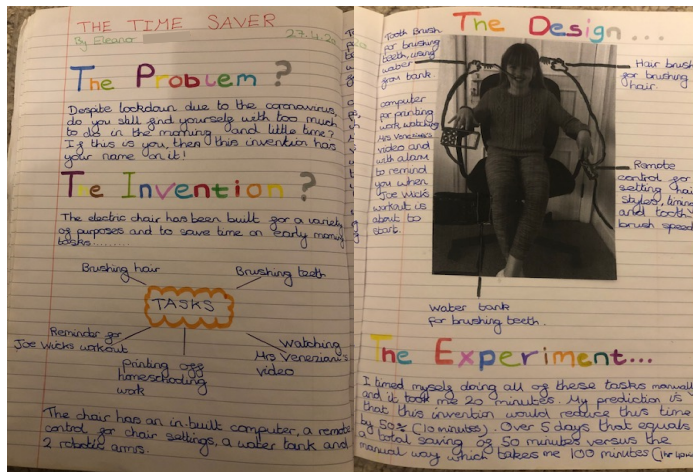 THE TIME SAVER
By Eleanor
27.4.20
The Problem?
Despite lockdown due to the coronavirus,
do you still find yourself with too much
to do in the morning and little time?
If this is you, then this invention has
your name on it!
The Invention?
The electric chair has been built for a variety
of purposes and to save time on early morning
tasks.........
Brushing hair
Brushing teeth
TASKS
Reminder for
Joe Wicks workout
Printing off
homeschooling
work
Watching
Mrs Veneziani's
video
The chair has an in-built computer, a remote
control for chair settings, a water tank and
2 robotic arms.
The Design...
Tooth Brush
for brushing
teeth, using
water
from tank
computer
for printing
work, watching
Mrs Veneziani's
video and
with alarm
to remind
you when
Joe Wicks
workout is
about to
start.
Hair brush
for brushing
hair.
Remote
control for
setting hair
styles, timing
and tooth
brush speed
Water tank
for brushing teeth.
The Experiment...
I timed myself doing all of these tasks manually
and it took me 20 minutes. My prediction is
that this invention would reduce this time
by 50% (10 minutes). Over 5 days that equals
a total saving of 50 minutes versus the
manual way which takes me 100 minutes